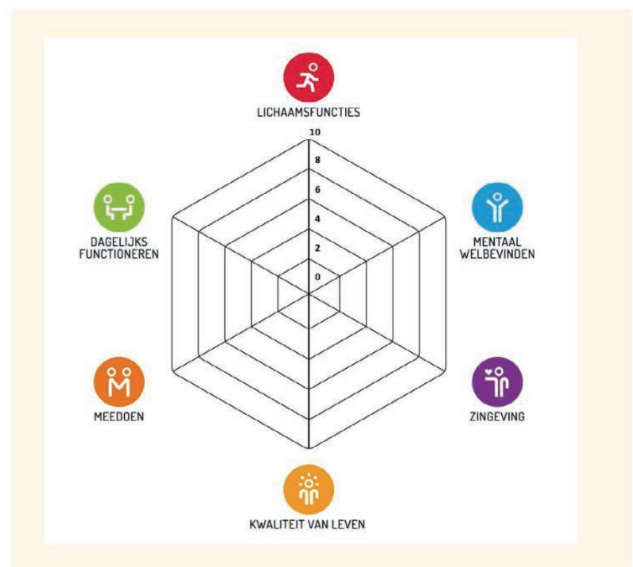 LICHAAMSFUNCTIES
10
8
6
4
2
0
DAGELIJKS
FUNCTIONEREN
MENTAAL
WELBEVINDEN
MEEDOEN
ZINGEVING
KWALITEIT VAN LEVEN